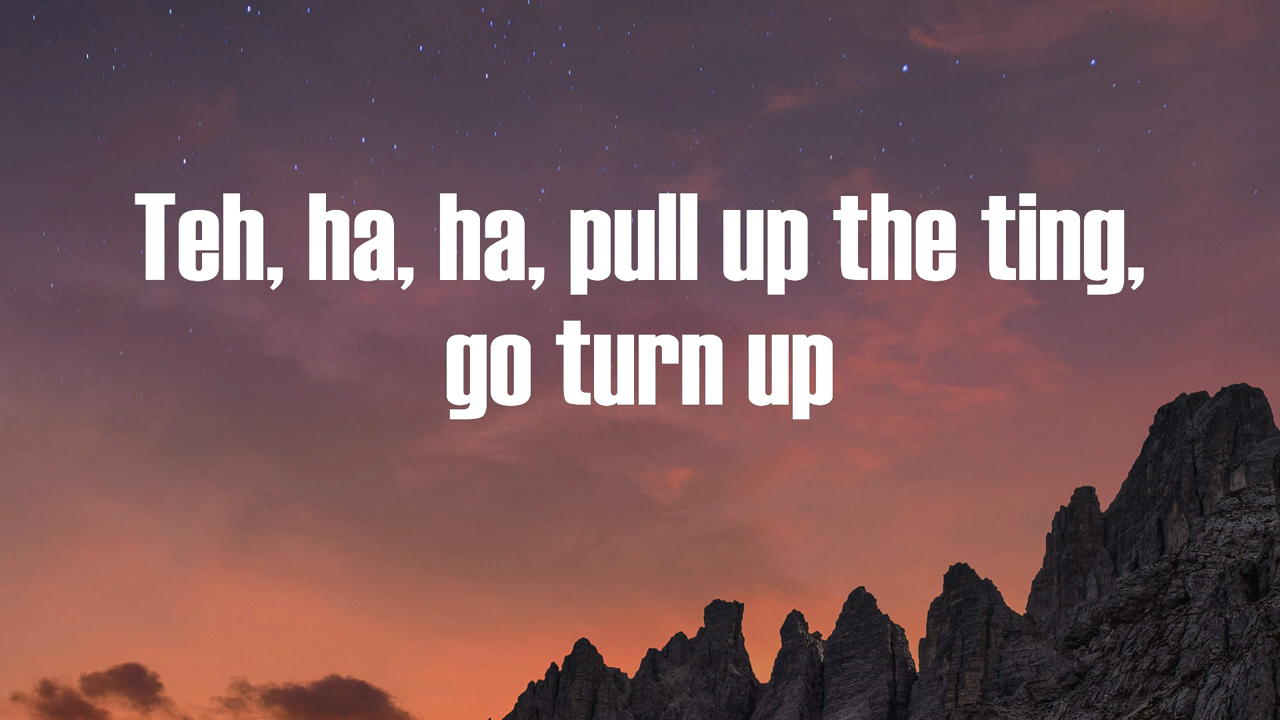 Teh, ha, ha, pull up the ting,
go turn up